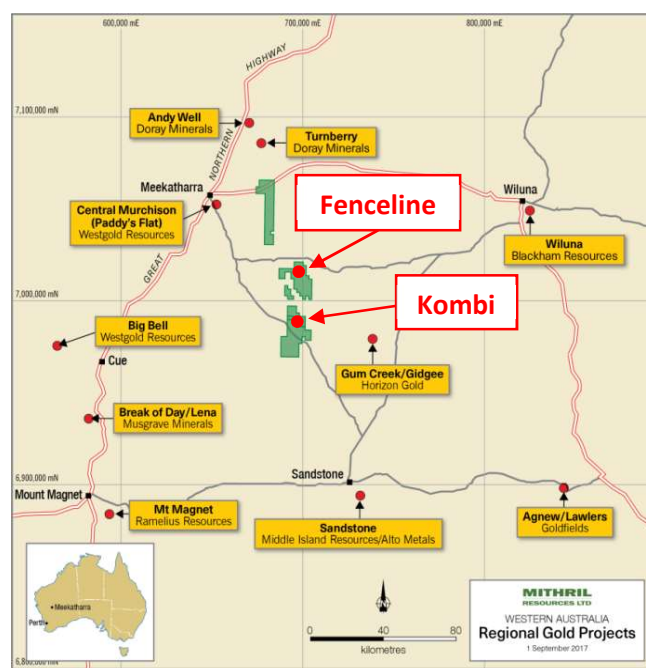 600,000 mE
700,000 mE
800,000 mE
HIGHWAY
7,100,000 mN
Andy Well
Doray Minerals
Turnberry
Doray Minerals
NORTHERN
Meekatharra
Wiluna
Central Murchison
(Paddy's Flat)
Westgold Resources
Fenceline
Wiluna
Blackham Resources
GREAT
7,000,000 mN
Kombi
Big Bell
Westgold Resources
Cue
Gum Creek/Gidgee
Horizon Gold
Break of Day/Lena
Musgrave Minerals
6,900,000 mN
Sandstone
Mount Magnet
Mt Magnet
Ramelius Resources
Sandstone
Middle Island Resources/Alto Metals
Agnew/Lawlers
Goldfields
Meekatharra
Perth
N
0 40 80
kilometres
MITHRIL
RESOURCES LTD
WESTERN AUSTRALIA
Regional Gold Projects
1 September 2017
6,800,000 mN